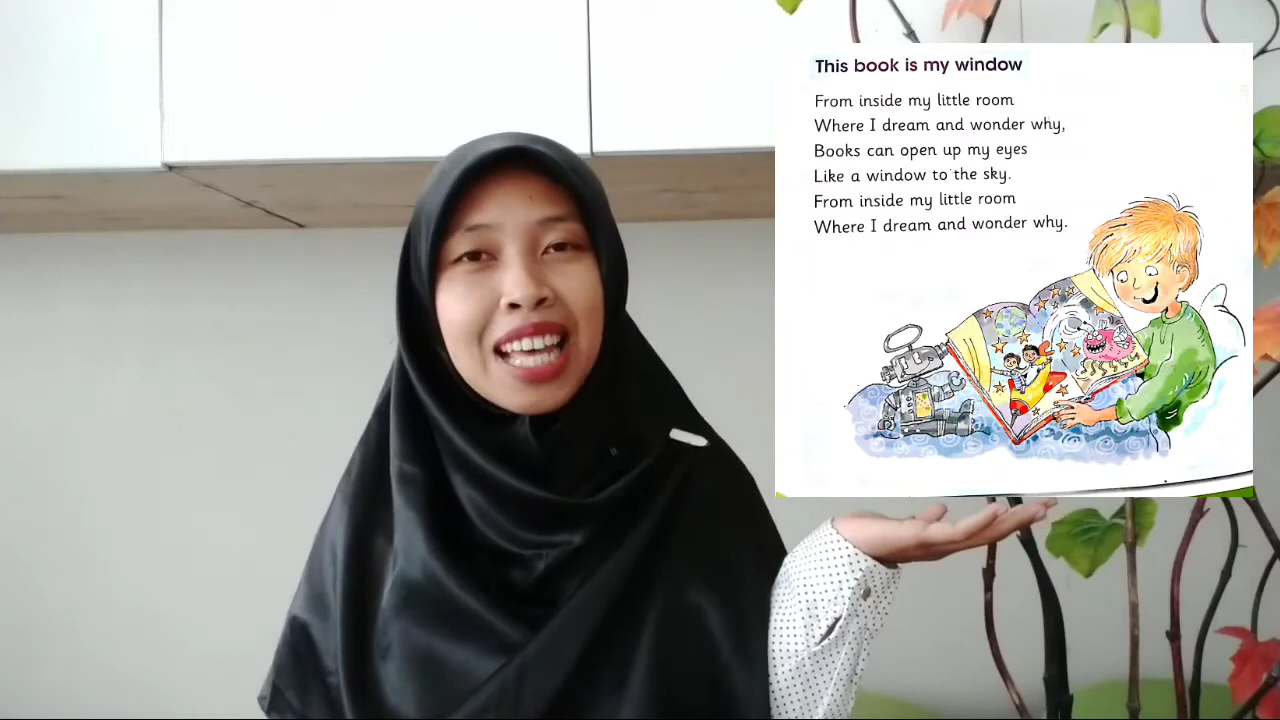 This book is my window
From inside my little room
Where I dream and wonder why,
Books can open up my eyes
Like a window to the sky.
From inside my little room
Where I dream and wonder why.